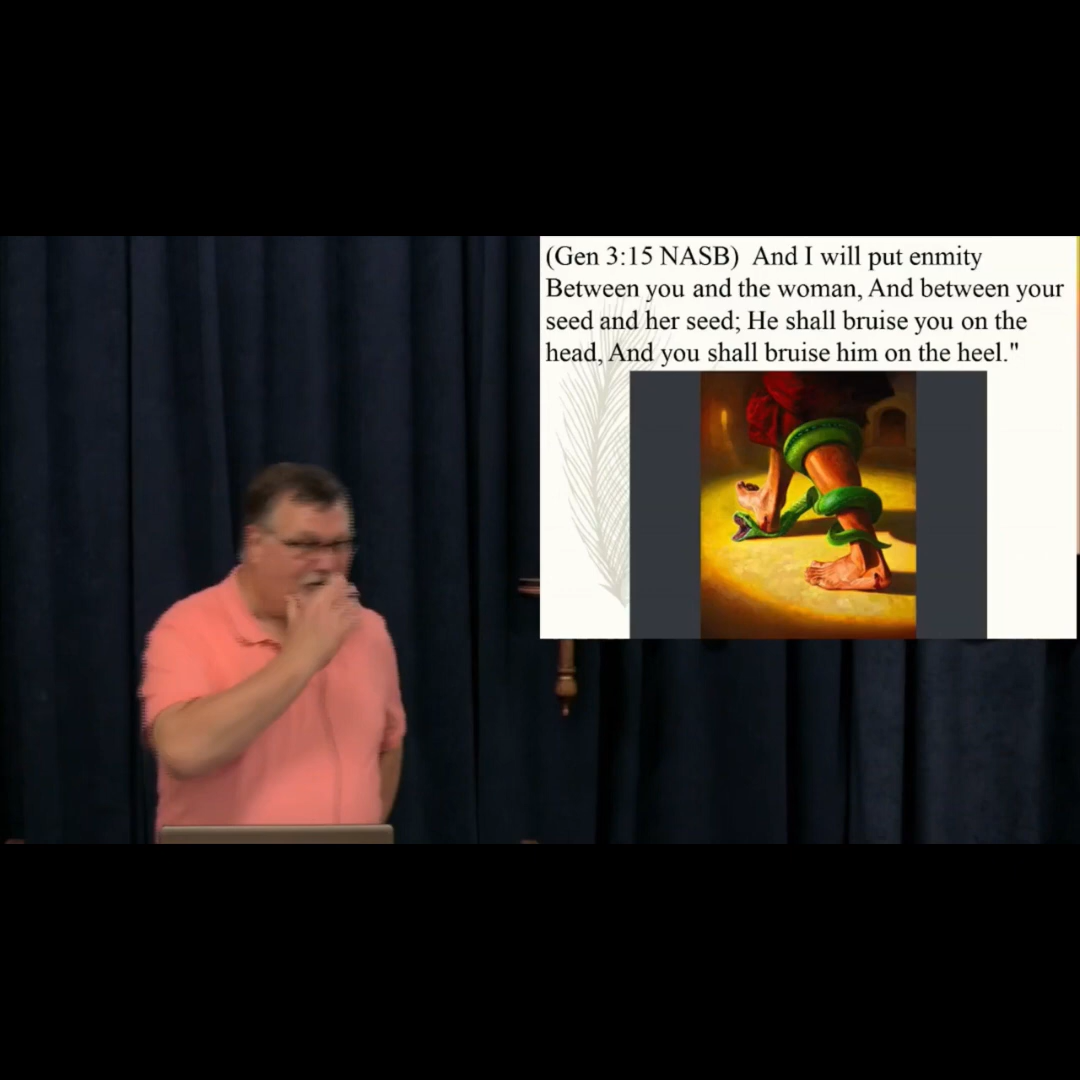 (Gen 3:15 NASB)  And I will put enmity
Between you and the woman, And between your
seed and her seed; He shall bruise you on the
head, And you shall bruise him on the heel."